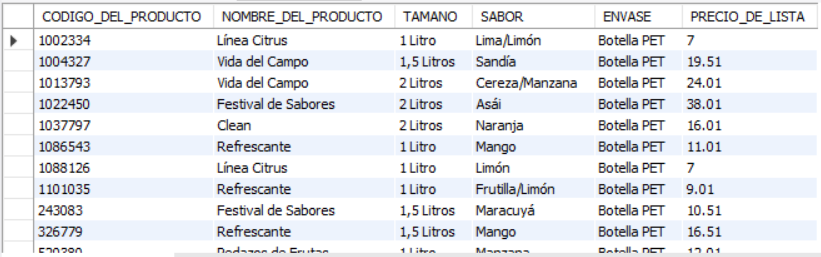 CODIGO_DEL_PRODUCTO NOMBRE_DEL_PRODUCTO TAMANO SABOR ENVASE PRECIO_DE_LISTA
1002334 Línea Citrus 1 Litro Lima/Limón Botella PET 7
1004327 Vida del Campo 1,5 Litros Sandía Botella PET 19.51
1013793 Vida del Campo 2 Litros Cereza/Manzana Botella PET 24.01
1022450 Festival de Sabores 2 Litros Asái Botella PET 38.01
1037797 Clean 2 Litros Naranja Botella PET 16.01
1086543 Refrescante 1 Litro Mango Botella PET 11.01
1088126 Línea Citrus 1 Litro Limón Botella PET 7
1101035 Refrescante 1 Litro Frutilla/Limón Botella PET 9.01
243083 Festival de Sabores 1,5 Litros Maracuyá Botella PET 10.51
326779 Refrescante 1,5 Litros Mango Botella PET 16.51
520380 Pedazos de Frutas 1 Litro Manzana Botella PET 12.01